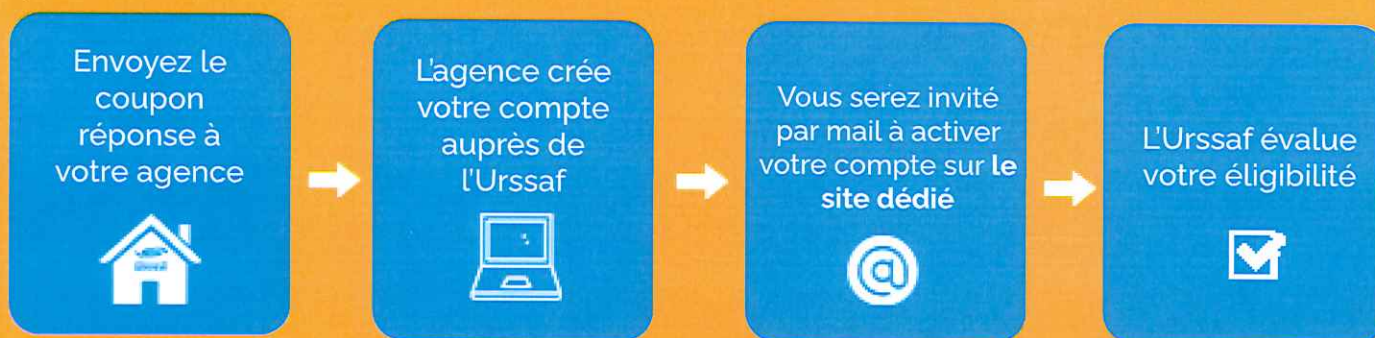 Envoyez le
coupon
réponse à
votre agence
L'agence crée
votre compte
auprès de
l'Urssaf
Vous serez invité
par mail à activer
votre compte sur le
site dédié
L'Urssaf évalue
votre éligibilité